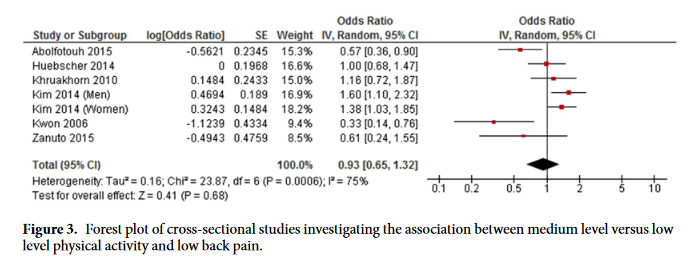 Odds Ratio Odds Ratio
Study or Subgroup log[Odds Ratio] SE Weight IV, Random, 95% CI IV, Random, 95% CI
Abolfotouh 2015 -0.5621 0.2345 15.3% 0.57 [0.36, 0.90]
Huebscher 2014 0 0.1968 16.6% 1.00 [0.68, 1.47]
Khruakhorn 2010 0.1484 0.2433 15.0% 1.16 [0.72, 1.87]
Kim 2014 (Men) 0.4694 0.189 16.9% 1.60 [1.10, 2.32]
Kim 2014 (Women) 0.3243 0.1484 18.2% 1.38 [1.03, 1.85]
Kwon 2006 -1.1239 0.4334 9.4% 0.33 [0.14, 0.76]
Zanuto 2015 -0.4943 0.4759 8.5% 0.61 [0.24, 1.55]
Total (95% CI) 100.0% 0.93 [0.65, 1.32]
Heterogeneity: Tau² = 0.16; Chi² = 23.87, df = 6 (P = 0.0006); I² = 75%
Test for overall effect: Z = 0.41 (P = 0.68)
0.1 0.2 0.5 1 2 5 10
Figure 3. Forest plot of cross-sectional studies investigating the association between medium level versus low
level physical activity and low back pain.